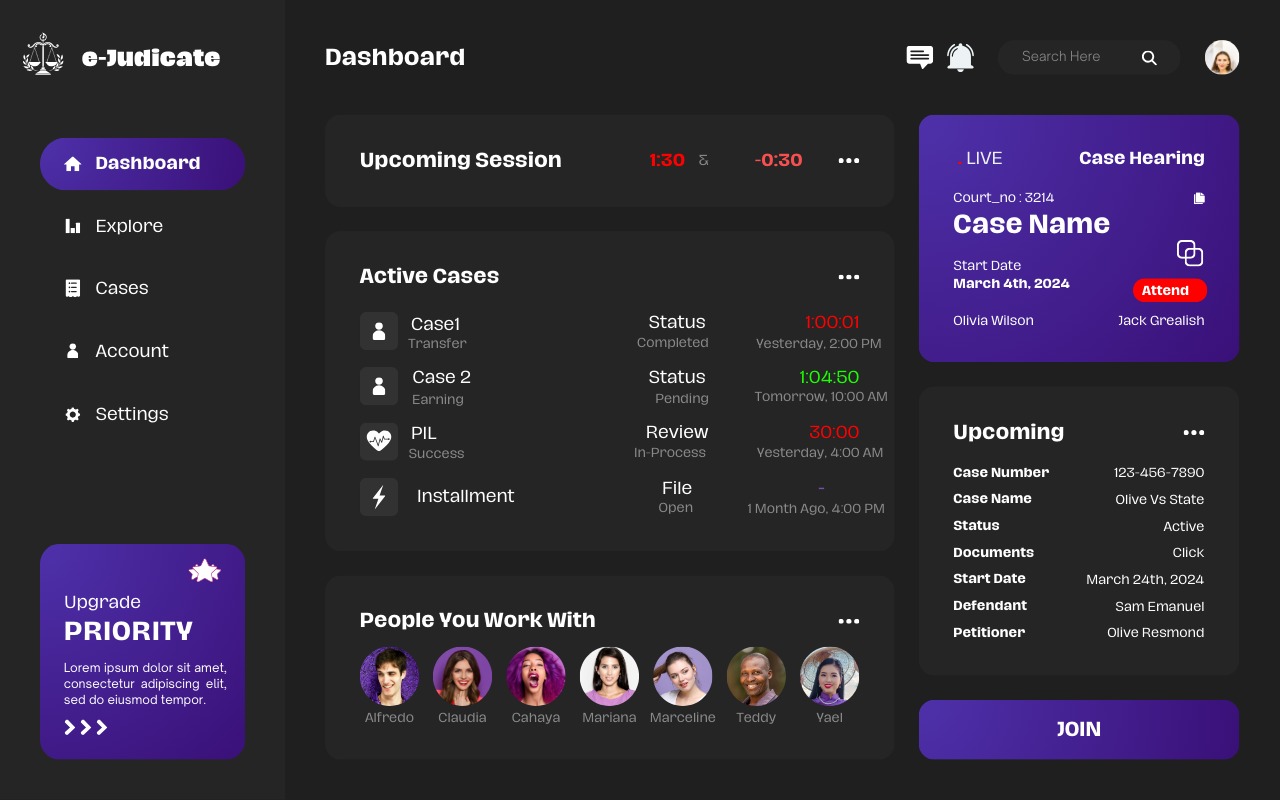 e-Judicate
Dashboard
Explore
Cases
Account
Settings
Upgrade
PRIORITY
Lorem ipsum dolor sit amet,
consectetur adipiscing elit,
sed do eiusmod tempor.
Dashboard
Search Here
Upcoming Session 1:30 & -0:30
Active Cases
Case1 Status 1:00:01
Transfer Completed Yesterday, 2:00 PM
Case 2 Status 1:04:50
Earning Pending Tomorrow, 10:00 AM
PIL Review 30:00
Success In-Process Yesterday, 4:00 AM
Installment File -
Open 1 Month Ago, 4:00 PM
People You Work With
Alfredo Claudia Cahaya Mariana Marceline Teddy Yael
LIVE Case Hearing
Court_no : 3214
Case Name
Start Date
March 4th, 2024
Attend
Olivia Wilson Jack Grealish
Upcoming
Case Number 123-456-7890
Case Name Olive Vs State
Status Active
Documents Click
Start Date March 24th, 2024
Defendant Sam Emanuel
Petitioner Olive Resmond
JOIN